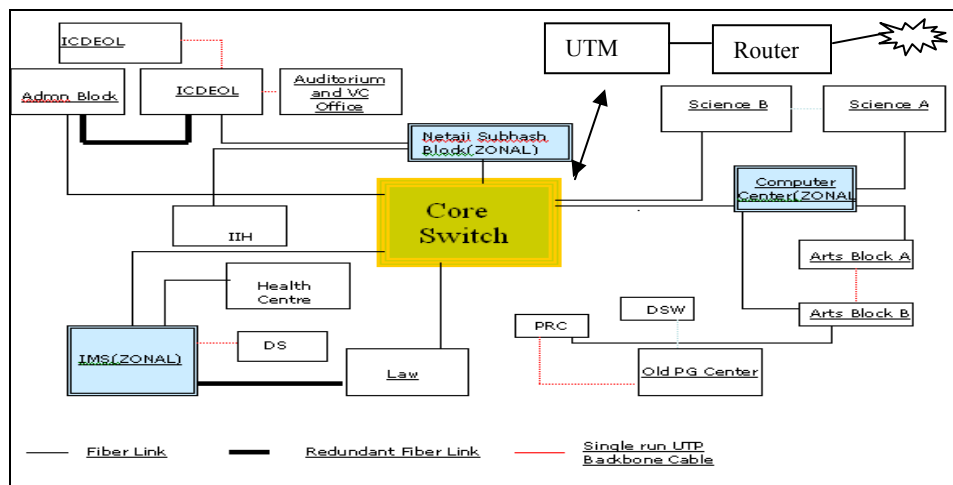 ICDEOL
UTM
Router
Admn Block
ICDEOL
Auditorium
and VC
Office
Science B
Science A
Netaji Subhash
Block(ZONAL)
Computer
Center(ZONAL
Core
Switch
IIH
Arts Block A
Health
Centre
DSW
Arts Block B
PRC
DS
IMS(ZONAL)
Law
Old PG Center
Fiber Link
Redundant Fiber Link
Single run UTP
Backbone Cable